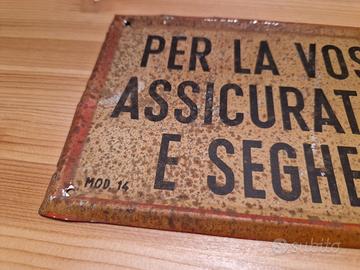 PER LA VOS
ASSICURAT
E SEGHE
MOD. 14
subito